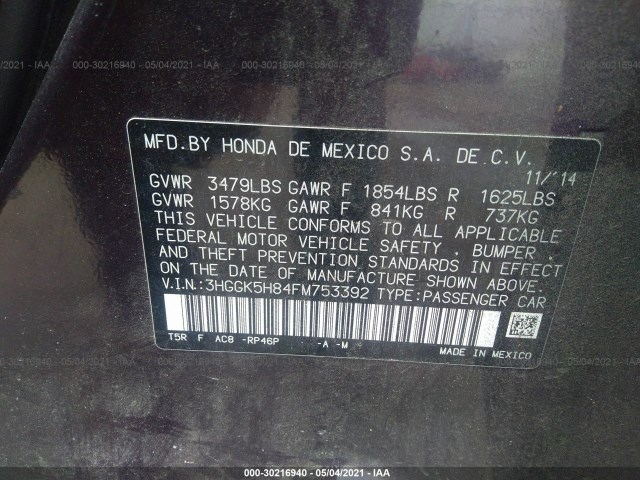 000-30216940 - 05/04/2021 - IAA
MFD.BY HONDA DE MEXICO S.A. DE.C.V.
11/'14
GVWR 3479LBS GAWR F 1854LBS R 1625LBS
GVWR 1578KG GAWR F 841KG R 737KG
THIS VEHICLE CONFORMS TO ALL APPLICABLE
FEDERAL MOTOR VEHICLE SAFETY , BUMPER ,
AND THEFT PREVENTION STANDARDS IN EFFECT
ON THE DATE OF MANUFACTURE SHOWN ABOVE.
V.I.N.:3HGGK5H84FM753392 TYPE:PASSENGER CAR
T5R F AC8 -RP46P -A -M
MADE IN MEXICO
000-30216940 - 05/04/2021 - IAA